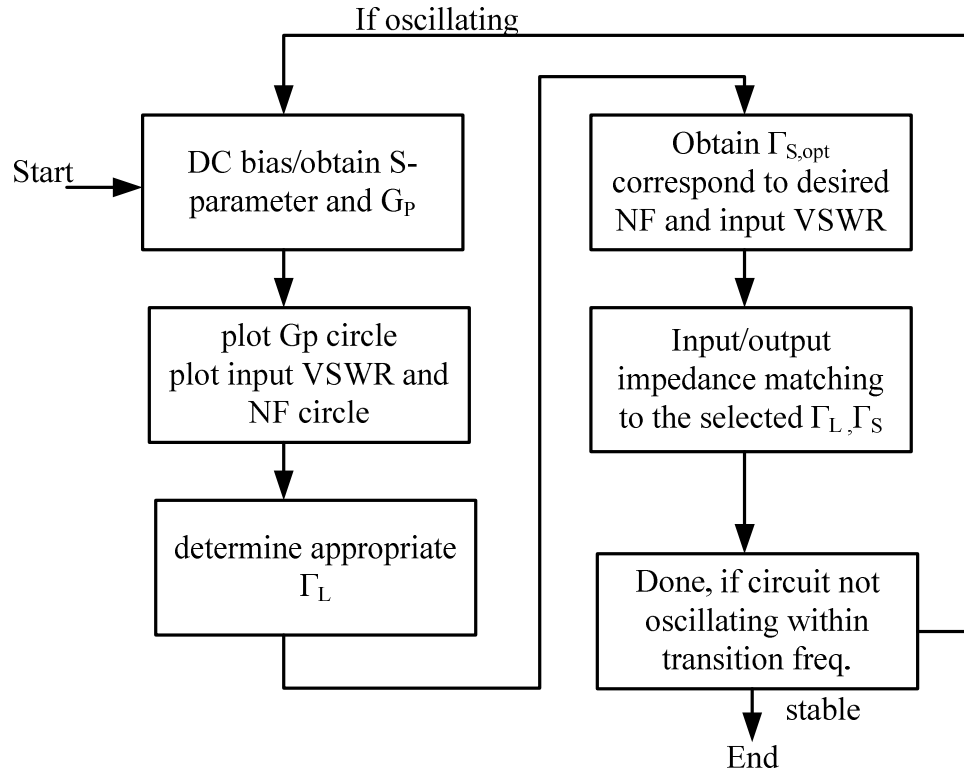 If oscillating
Start
DC bias/obtain S-
parameter and GP
plot Gp circle
plot input VSWR and
NF circle
determine appropriate
ΓL
Obtain ΓS,opt
correspond to desired
NF and input VSWR
Input/output
impedance matching
to the selected ΓL ,ΓS
Done, if circuit not
oscillating within
transition freq.
stable
End